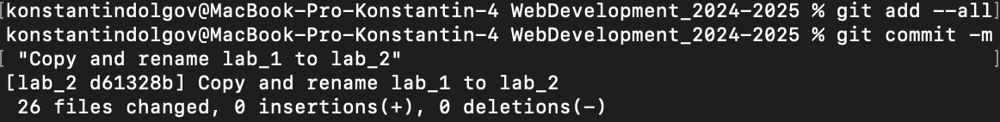 [konstantindolgov@MacBook-Pro-Konstantin-4 WebDevelopment_2024-2025 % git add --all]
konstantindolgov@MacBook-Pro-Konstantin-4 WebDevelopment_2024-2025 % git commit -m
[ "Copy and rename lab_1 to lab_2" ]
[lab_2 d61328b] Copy and rename lab_1 to lab_2
26 files changed, 0 insertions(+), 0 deletions(-)